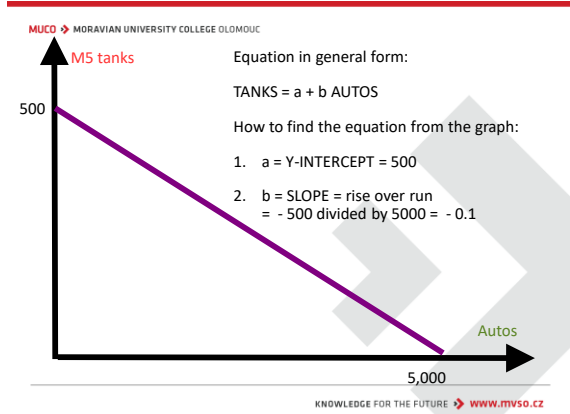 MUCO MORAVIAN UNIVERSITY COLLEGE OLOMOUC
M5 tanks
Equation in general form:
TANKS = a + b AUTOS
500
How to find the equation from the graph:
1. a = Y-INTERCEPT = 500
2. b = SLOPE = rise over run
= - 500 divided by 5000 = - 0.1
Autos
5,000
KNOWLEDGE FOR THE FUTURE www.mvso.cz